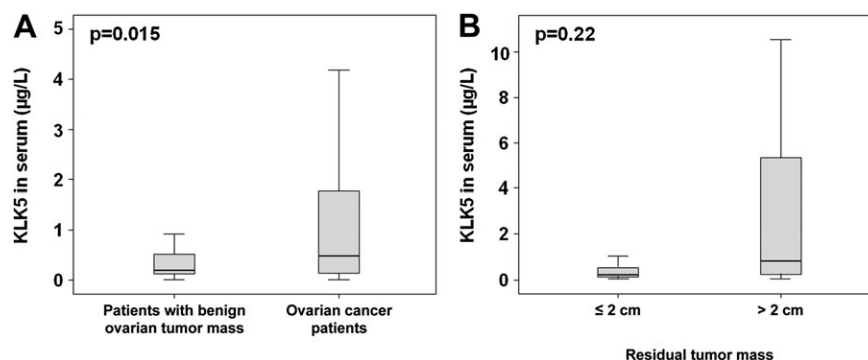 A
p=0.015
KLK5 in serum (µg/L)
5
4
3
2
1
0
Patients with benign
ovarian tumor mass
Ovarian cancer
patients
B
p=0.22
KLK5 in serum (µg/L)
10
8
6
4
2
0
≤ 2 cm
> 2 cm
Residual tumor mass